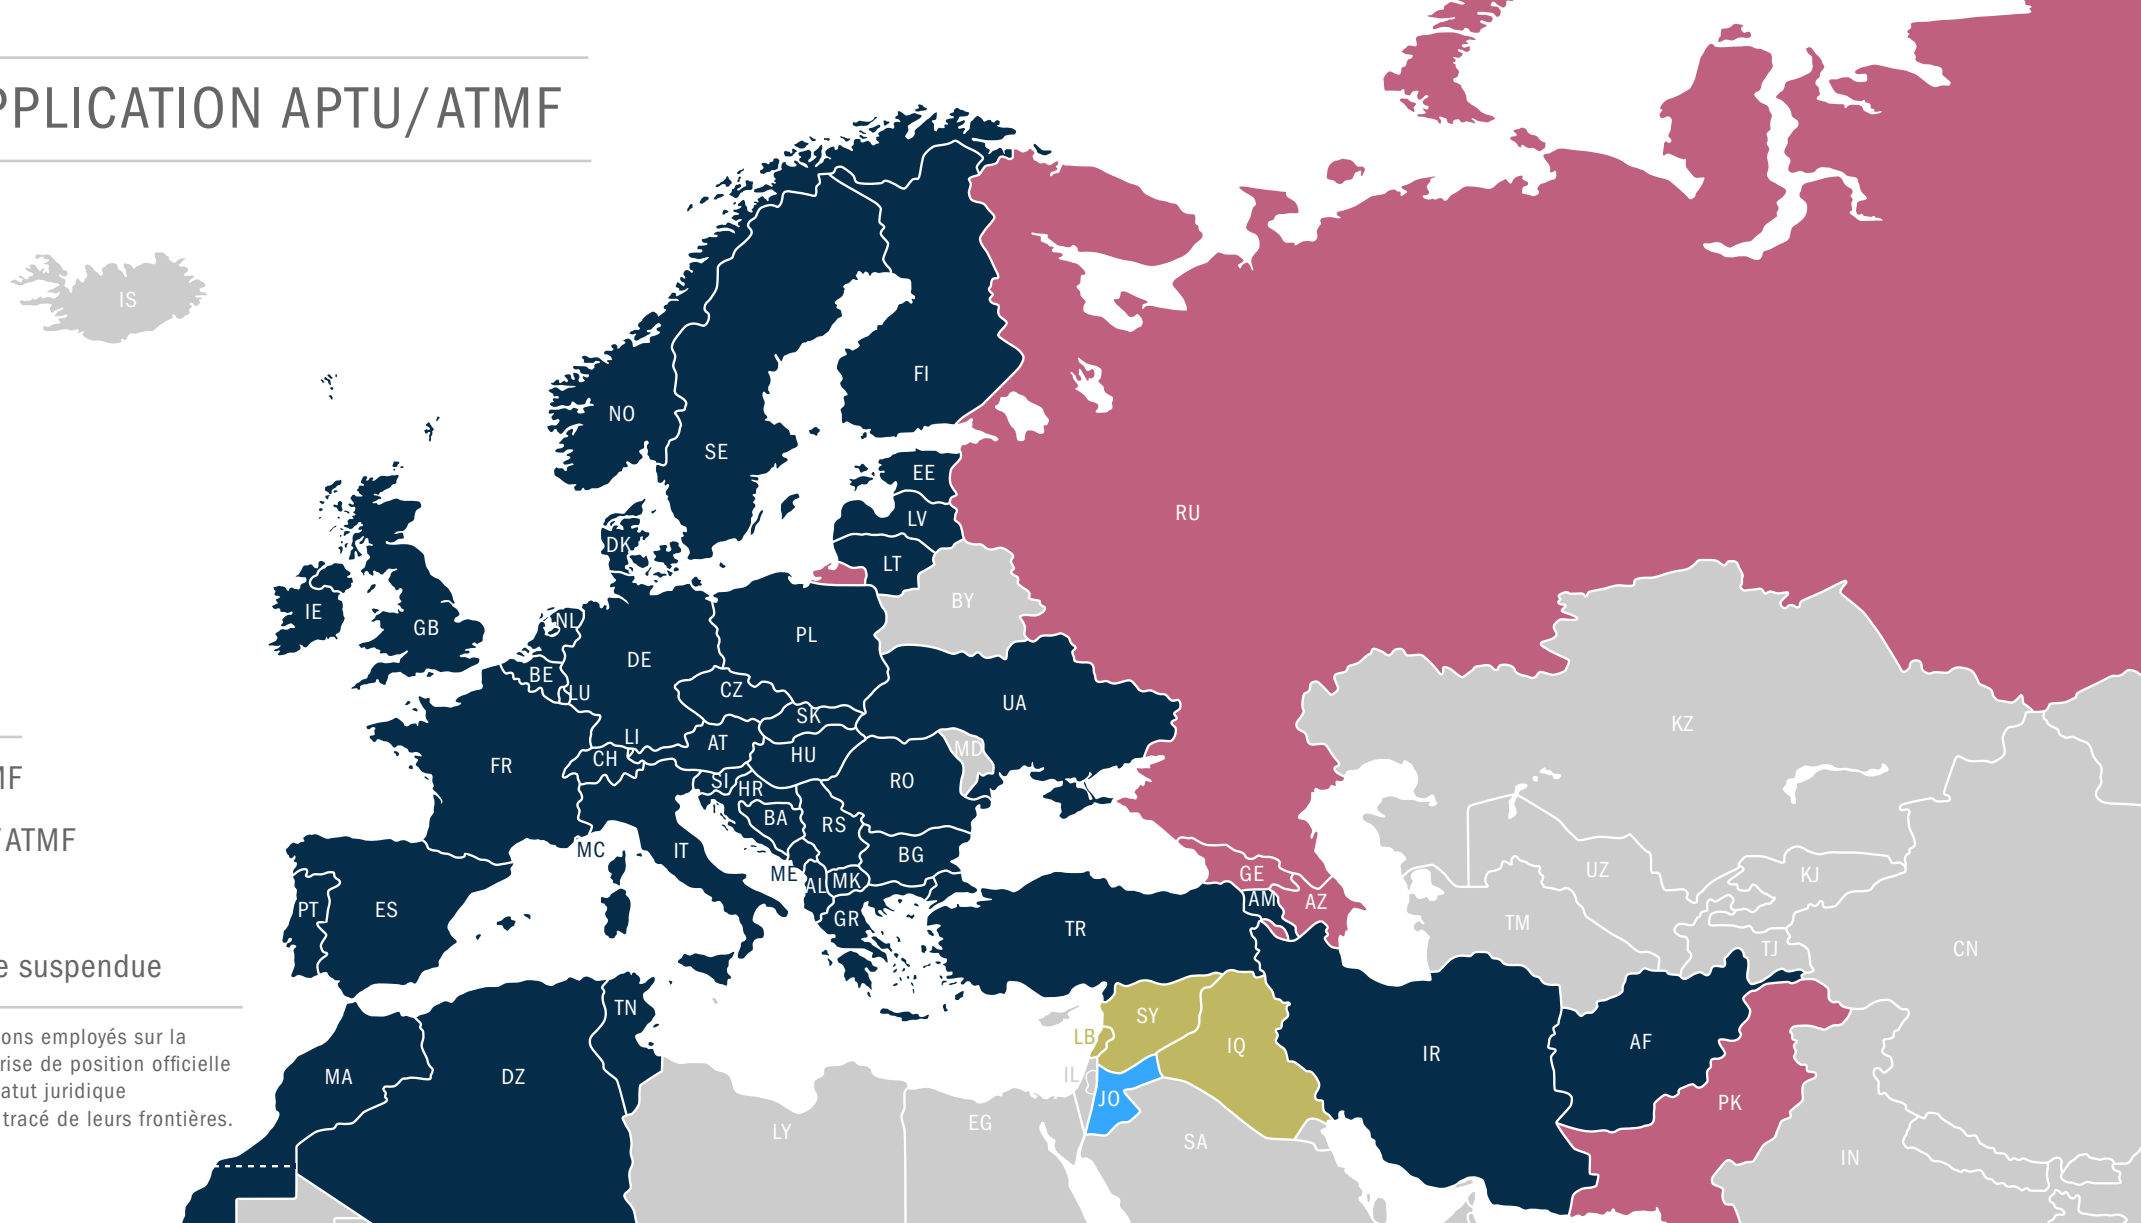 PPLICATION APTU/ATMF
IS
FI
NO
SE
EE
RU
LV
DK
LT
BY
IE
NL
GB
PL
DE
BE
CZ
LU
UA
SK
KZ
LI
AT
MD
HU
CH
FR
MF
SI
RO
HR
BA
RS
/ATMF
MC
IT
BG
UZ
ME
GE
KJ
AL
MK
AM
AZ
PT
ES
GR
TM
TR
TJ
CN
e suspendue
TN
SY
LB
IQ
AF
ons employés sur la
IR
rise de position officielle
MA
DZ
IL
atut juridique
JO
PK
tracé de leurs frontières.
EG
LY
SA
IN